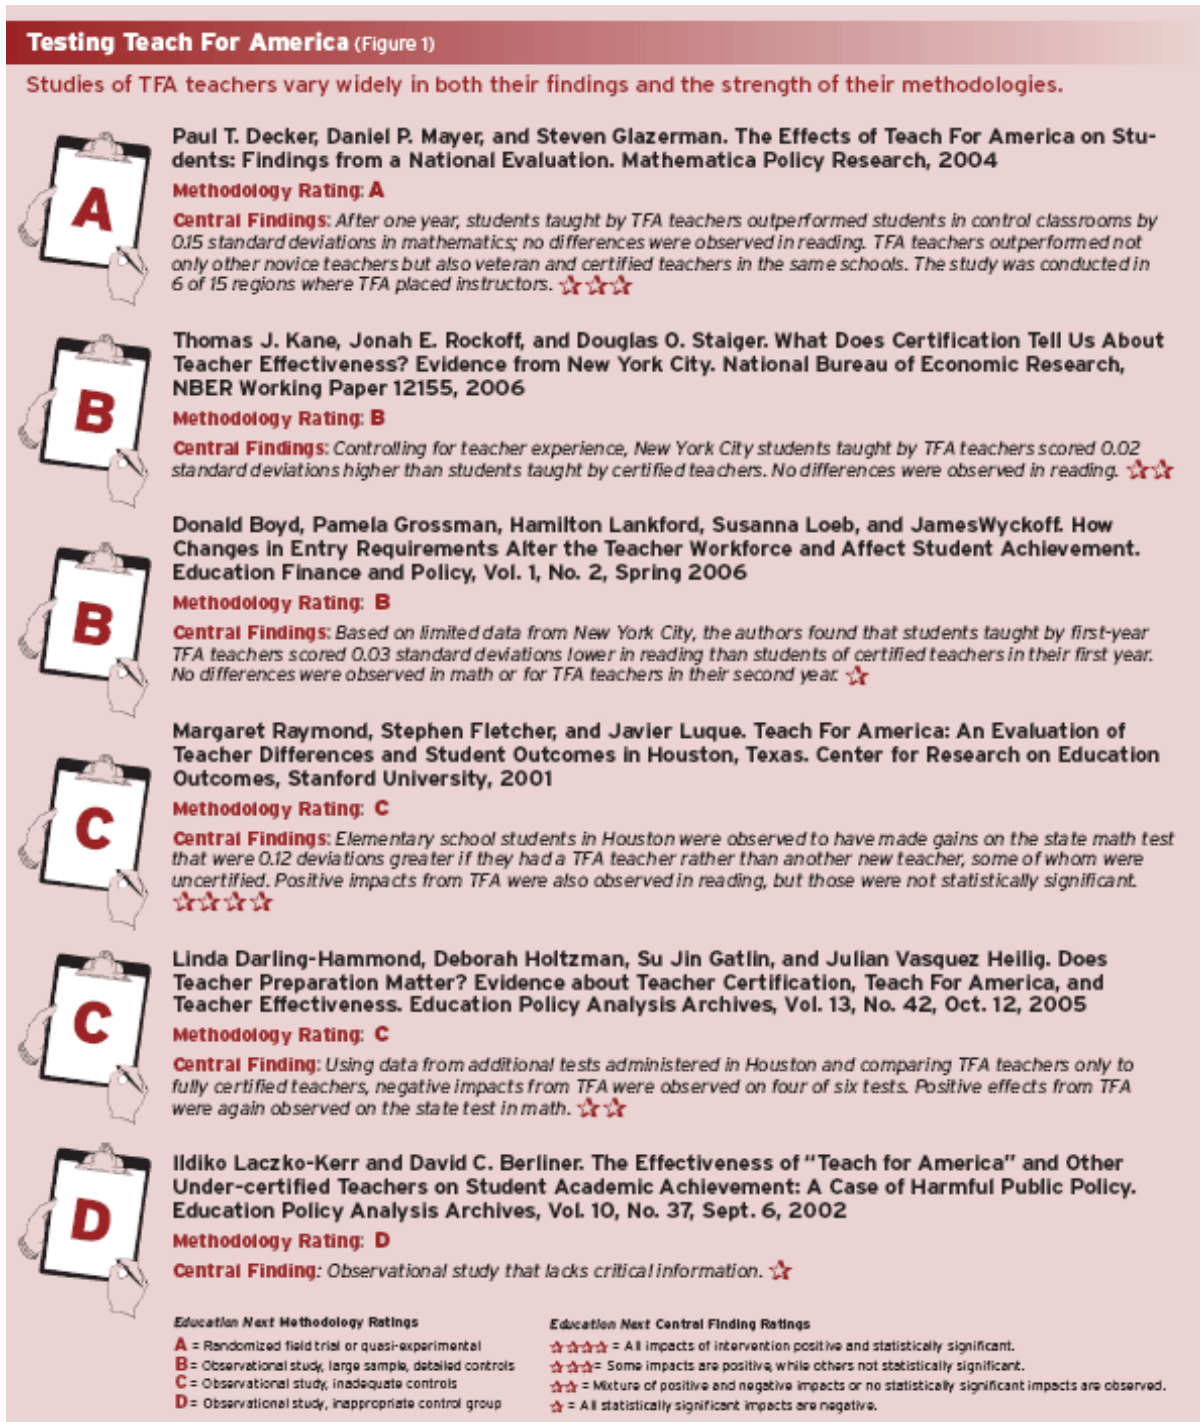 Testing Teach For America (Figure 1)
Studies of TFA teachers vary widely in both their findings and the strength of their methodologies.
A
Paul T. Decker, Daniel P. Mayer, and Steven Glazerman. The Effects of Teach For America on Stu-
dents: Findings from a National Evaluation. Mathematica Policy Research, 2004
Methodology Rating: A
Central Findings: After one year, students taught by TFA teachers outperformed students in control classrooms by
0.15 standard deviations in mathematics; no differences were observed in reading. TFA teachers outperformed not
only other novice teachers but also veteran and certified teachers in the same schools. The study was conducted in
6 of 15 regions where TFA placed instructors. ☆☆☆
B
Thomas J. Kane, Jonah E. Rockoff, and Douglas O. Staiger. What Does Certification Tell Us About
Teacher Effectiveness? Evidence from New York City. National Bureau of Economic Research,
NBER Working Paper 12155, 2006
Methodology Rating: B
Central Findings: Controlling for teacher experience, New York City students taught by TFA teachers scored 0.02
standard deviations higher than students taught by certified teachers. No differences were observed in reading. ☆☆
B
Donald Boyd, Pamela Grossman, Hamilton Lankford, Susanna Loeb, and JamesWyckoff. How
Changes in Entry Requirements Alter the Teacher Workforce and Affect Student Achievement.
Education Finance and Policy, Vol. 1, No. 2, Spring 2006
Methodology Rating: B
Central Findings: Based on limited data from New York City, the authors found that students taught by first-year
TFA teachers scored 0.03 standard deviations lower in reading than students of certified teachers in their first year.
No differences were observed in math or for TFA teachers in their second year. ☆
C
Margaret Raymond, Stephen Fletcher, and Javier Luque. Teach For America: An Evaluation of
Teacher Differences and Student Outcomes in Houston, Texas. Center for Research on Education
Outcomes, Stanford University, 2001
Methodology Rating: C
Central Findings: Elementary school students in Houston were observed to have made gains on the state math test
that were 0.12 deviations greater if they had a TFA teacher rather than another new teacher, some of whom were
uncertified. Positive impacts from TFA were also observed in reading, but those were not statistically significant.
☆☆☆☆
C
Linda Darling-Hammond, Deborah Holtzman, Su Jin Gatlin, and Julian Vasquez Heilig. Does
Teacher Preparation Matter? Evidence about Teacher Certification, Teach For America, and
Teacher Effectiveness. Education Policy Analysis Archives, Vol. 13, No. 42, Oct. 12, 2005
Methodology Rating: C
Central Finding: Using data from additional tests administered in Houston and comparing TFA teachers only to
fully certified teachers, negative impacts from TFA were observed on four of six tests. Positive effects from TFA
were again observed on the state test in math. ☆☆
D
Ildiko Laczko-Kerr and David C. Berliner. The Effectiveness of "Teach for America" and Other
Under-certified Teachers on Student Academic Achievement: A Case of Harmful Public Policy.
Education Policy Analysis Archives, Vol. 10, No. 37, Sept. 6, 2002
Methodology Rating: D
Central Finding: Observational study that lacks critical information. ☆
Education Next Methodology Ratings
A = Randomized field trial or quasi-experimental
B = Observational study, large sample, detailed controls
C = Observational study, inadequate controls
D = Observational study, inappropriate control group
Education Next Central Finding Ratings
☆☆☆☆ = All impacts of intervention positive and statistically significant.
☆☆☆ = Some impacts are positive, while others not statistically significant.
☆☆ = Mixture of positive and negative impacts or no statistically significant impacts are observed.
☆ = All statistically significant impacts are negative.